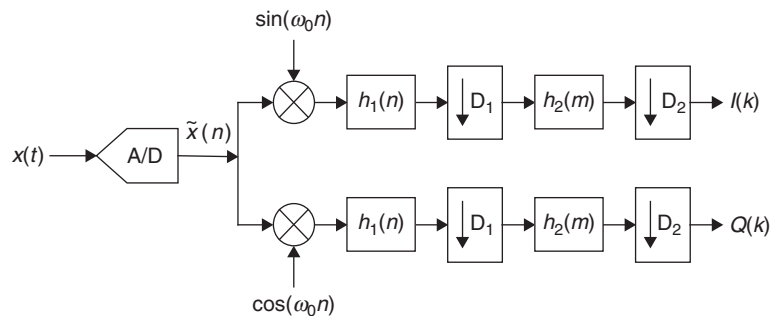 sin(ω₀n)
h₁(n) D₁ h₂(m) D₂ I(k)
x(t) A/D x̃(n)
h₁(n) D₁ h₂(m) D₂ Q(k)
cos(ω₀n)